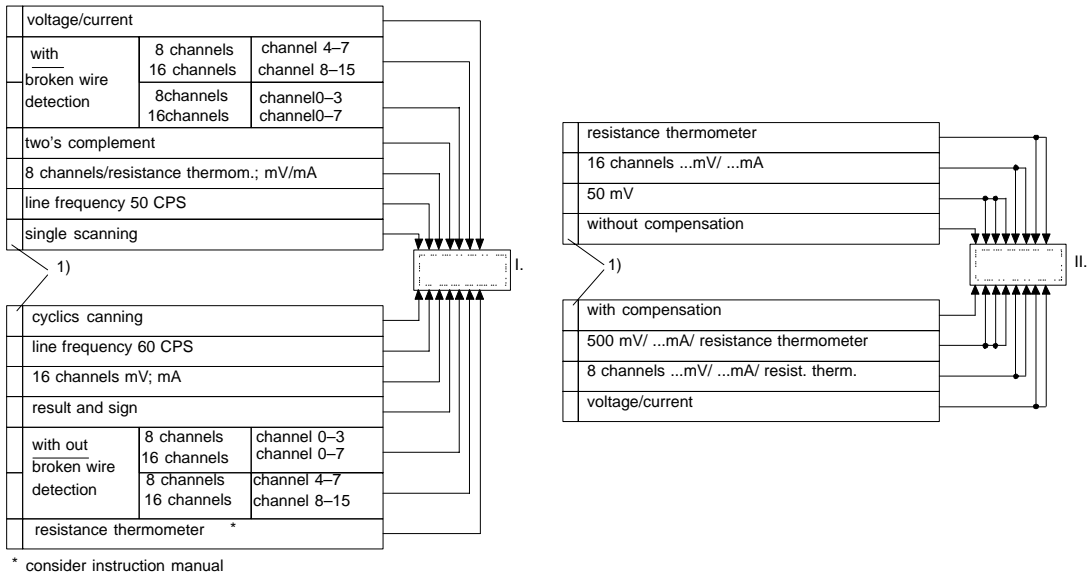 voltage/current
with
broken wire
detection
8 channels
16 channels
channel 4–7
channel 8–15
8channels
16channels
channel0–3
channel0–7
two's complement
8 channels/resistance thermom.; mV/mA
line frequency 50 CPS
single scanning
1)
I.
cyclics canning
line frequency 60 CPS
16 channels mV; mA
result and sign
with out
broken wire
detection
8 channels
16 channels
channel 0–3
channel 0–7
8 channels
16 channels
channel 4–7
channel 8–15
resistance thermometer *
* consider instruction manual
resistance thermometer
16 channels ...mV/ ...mA
50 mV
without compensation
1)
II.
with compensation
500 mV/ ...mA/ resistance thermometer
8 channels ...mV/ ...mA/ resist. therm.
voltage/current